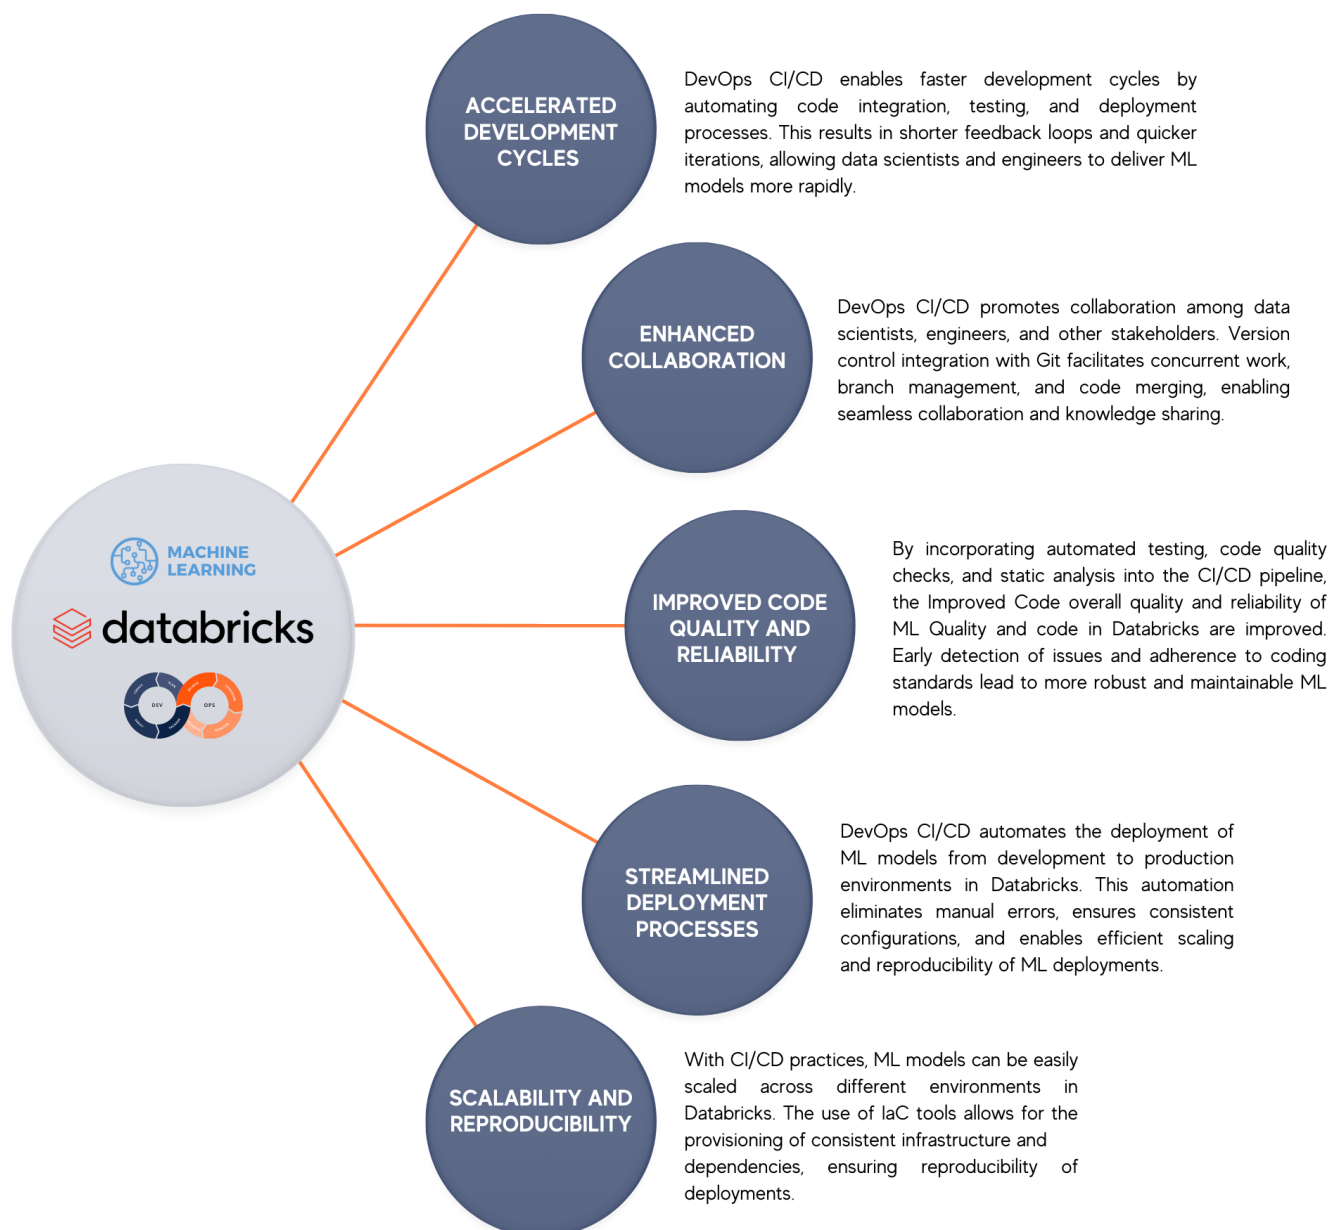 ACCELERATED
DEVELOPMENT
CYCLES
DevOps CI/CD enables faster development cycles by
automating code integration, testing, and deployment
processes. This results in shorter feedback loops and quicker
iterations, allowing data scientists and engineers to deliver ML
models more rapidly.
ENHANCED
COLLABORATION
DevOps CI/CD promotes collaboration among data
scientists, engineers, and other stakeholders. Version
control integration with Git facilitates concurrent work,
branch management, and code merging, enabling
seamless collaboration and knowledge sharing.
MACHINE
LEARNING
databricks
DEV
OPS
IMPROVED CODE
QUALITY AND
RELIABILITY
By incorporating automated testing, code quality
checks, and static analysis into the CI/CD pipeline,
the Improved Code overall quality and reliability of
ML Quality and code in Databricks are improved.
Early detection of issues and adherence to coding
standards lead to more robust and maintainable ML
models.
STREAMLINED
DEPLOYMENT
PROCESSES
DevOps CI/CD automates the deployment of
ML models from development to production
environments in Databricks. This automation
eliminates manual errors, ensures consistent
configurations, and enables efficient scaling
and reproducibility of ML deployments.
SCALABILITY AND
REPRODUCIBILITY
With CI/CD practices, ML models can be easily
scaled across different environments in
Databricks. The use of IaC tools allows for the
provisioning of consistent infrastructure and
dependencies, ensuring reproducibility of
deployments.